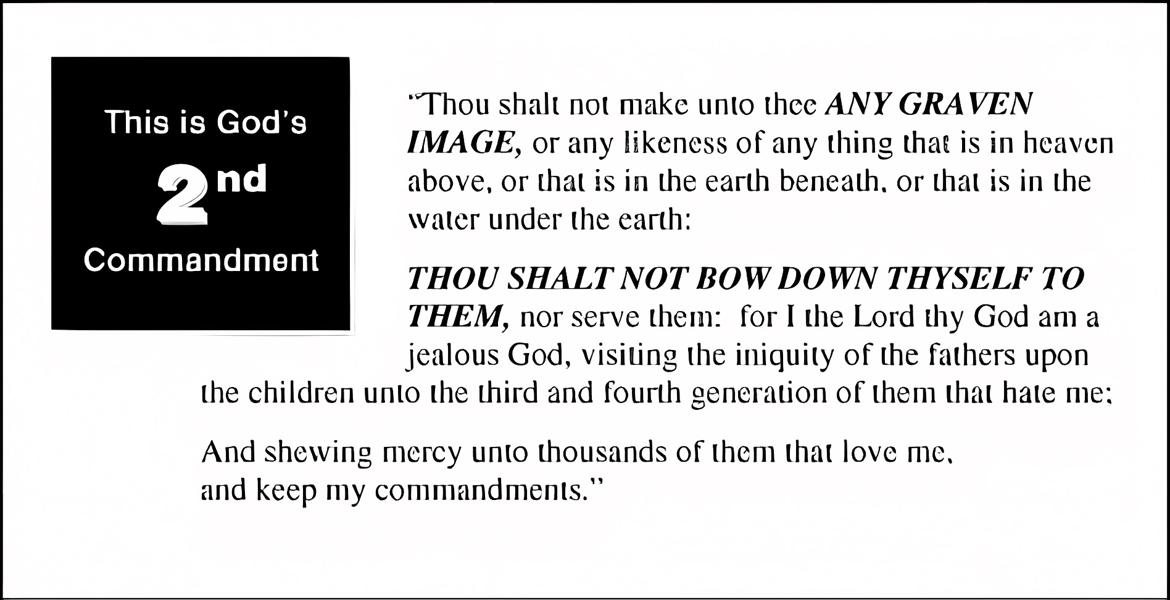 This is God's
2nd
Commandment
"Thou shalt not make unto thee ANY GRAVEN
IMAGE, or any likeness of any thing that is in heaven
above, or that is in the earth beneath, or that is in the
water under the earth:
THOU SHALT NOT BOW DOWN THYSELF TO
THEM, nor serve them: for I the Lord thy God am a
jealous God, visiting the iniquity of the fathers upon
the children unto the third and fourth generation of them that hate me;
And shewing mercy unto thousands of them that love me,
and keep my commandments."